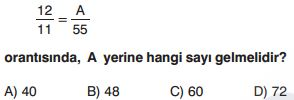 12/11 = A/55
orantısında, A yerine hangi sayı gelmelidir?
A) 40 B) 48 C) 60 D) 72